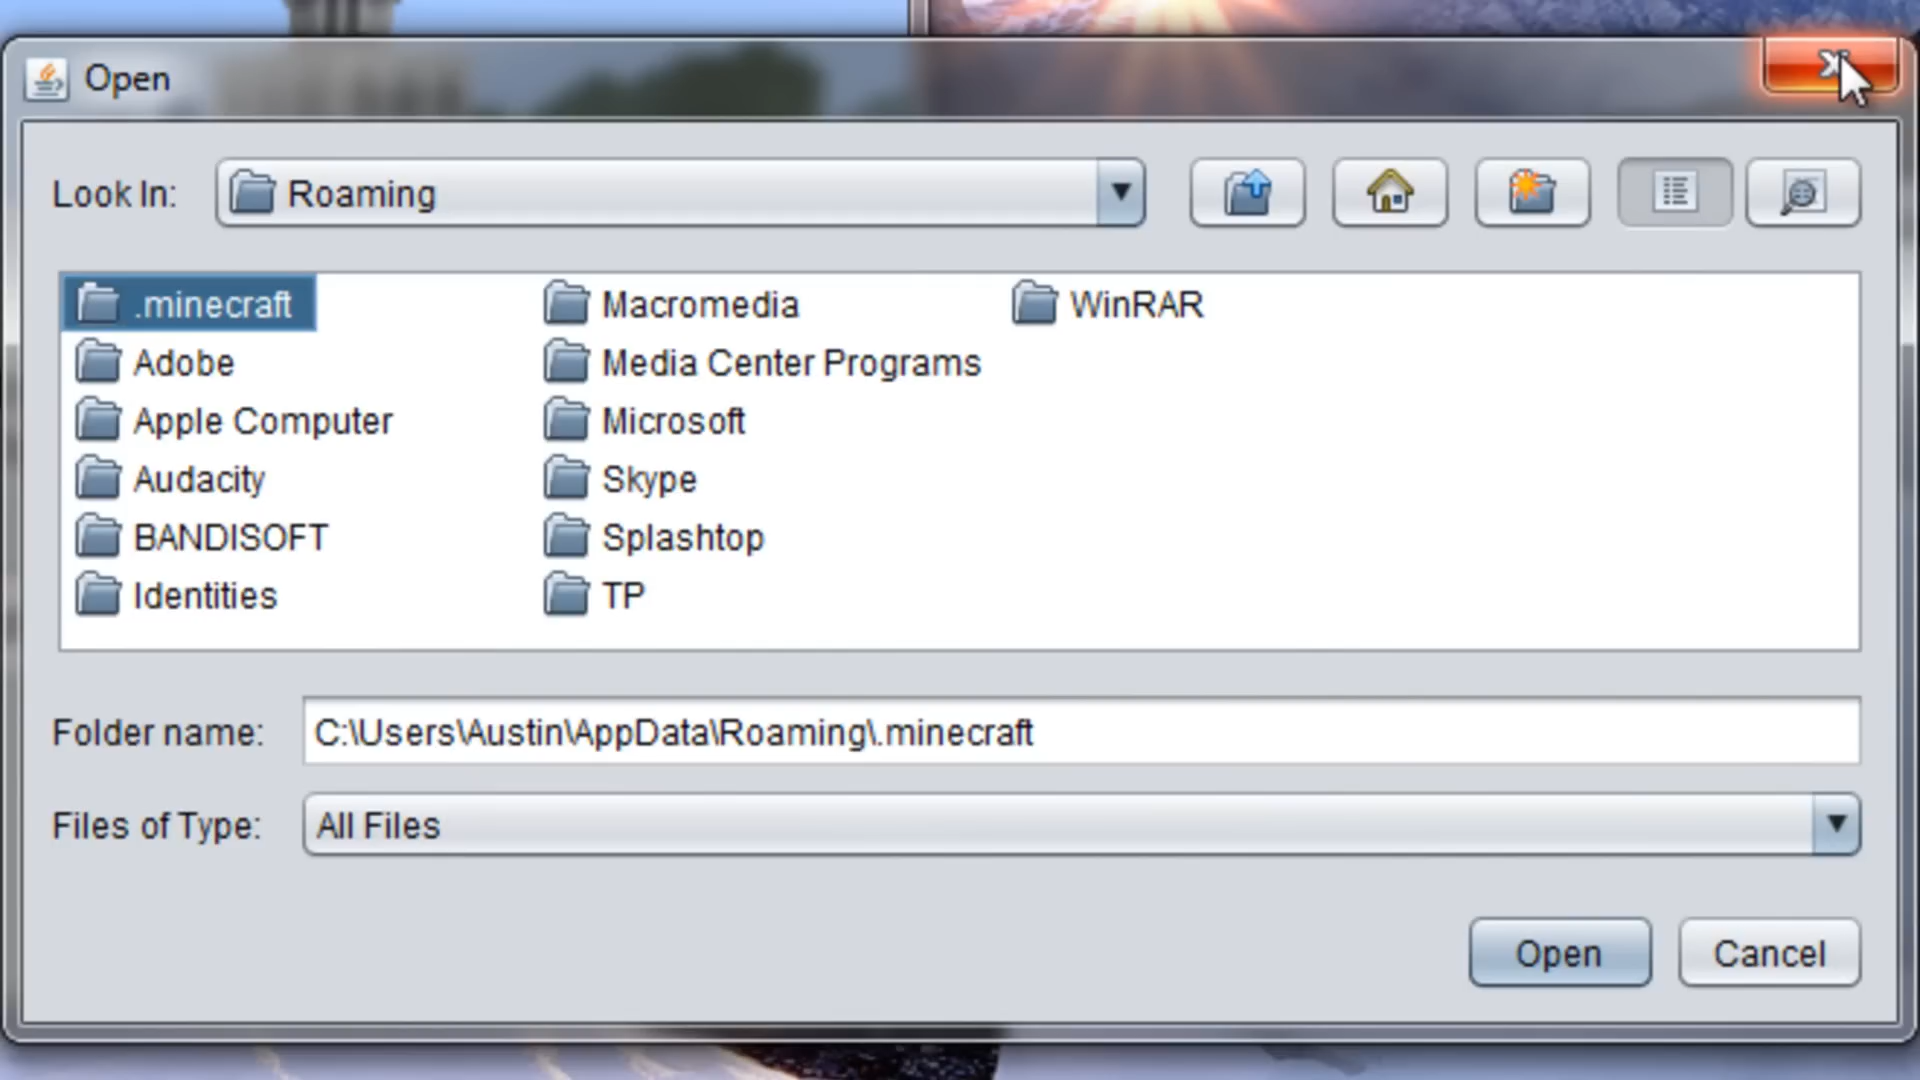 Open
Look In: Roaming
.minecraft Macromedia WinRAR
Adobe Media Center Programs
Apple Computer Microsoft
Audacity Skype
BANDISOFT Splashtop
Identities TP
Folder name: C:\Users\Austin\AppData\Roaming\.minecraft
Files of Type: All Files
Open Cancel